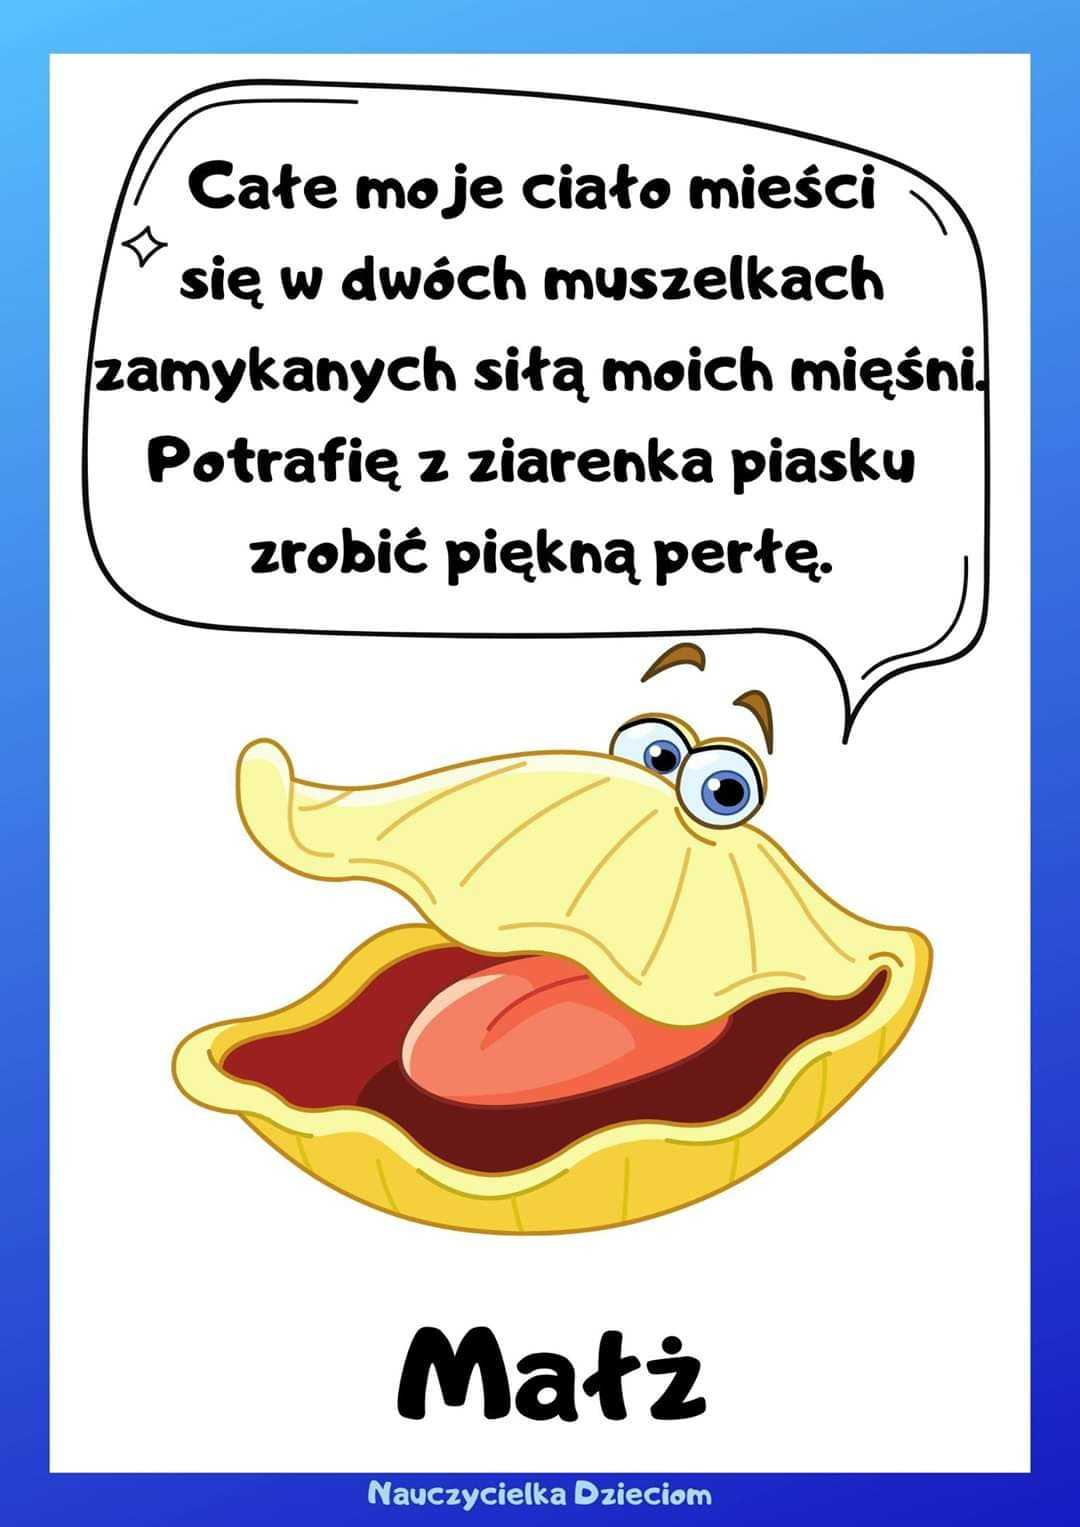 Całe moje ciało mieści
się w dwóch muszelkach
zamykanych siłą moich mięśni.
Potrafię z ziarenka piasku
zrobić piękną perłę.
Małż
Nauczycielka Dzieciom